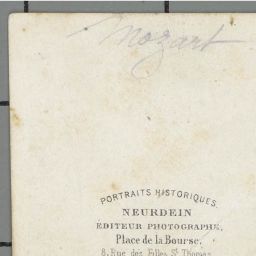 Mozart
PORTRAITS HISTORIQUES.
NEURDEIN
ÉDITEUR PHOTOGRAPHE,
Place de la Bourse,
8, Rue des Filles St Thomas